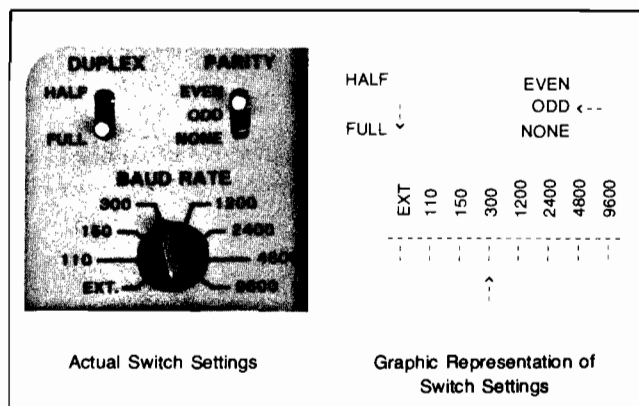 DUPLEX PARITY
HALF EVEN
ODD
FULL NONE
BAUD RATE
300 1200
150 2400
110 480
EXT. 9600
HALF EVEN
ODD
FULL NONE
EXT 110 150 300 1200 2400 4800 9600
Actual Switch Settings
Graphic Representation of
Switch Settings